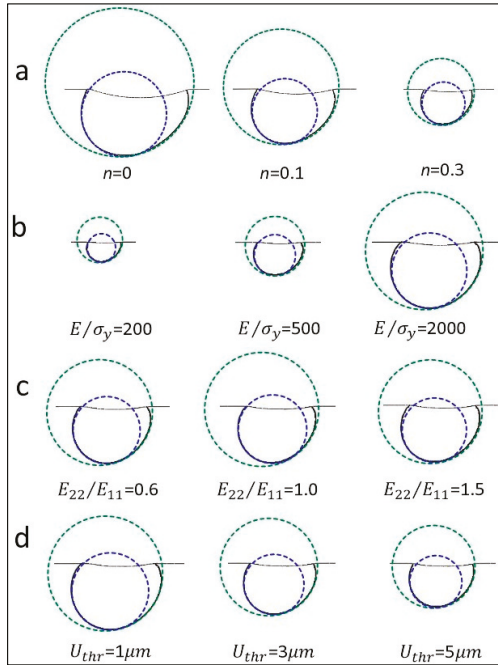 a
n=0 n=0.1 n=0.3
b
E/σy=200 E/σy=500 E/σy=2000
c
E22/E11=0.6 E22/E11=1.0 E22/E11=1.5
d
Uthr=1μm Uthr=3μm Uthr=5μm